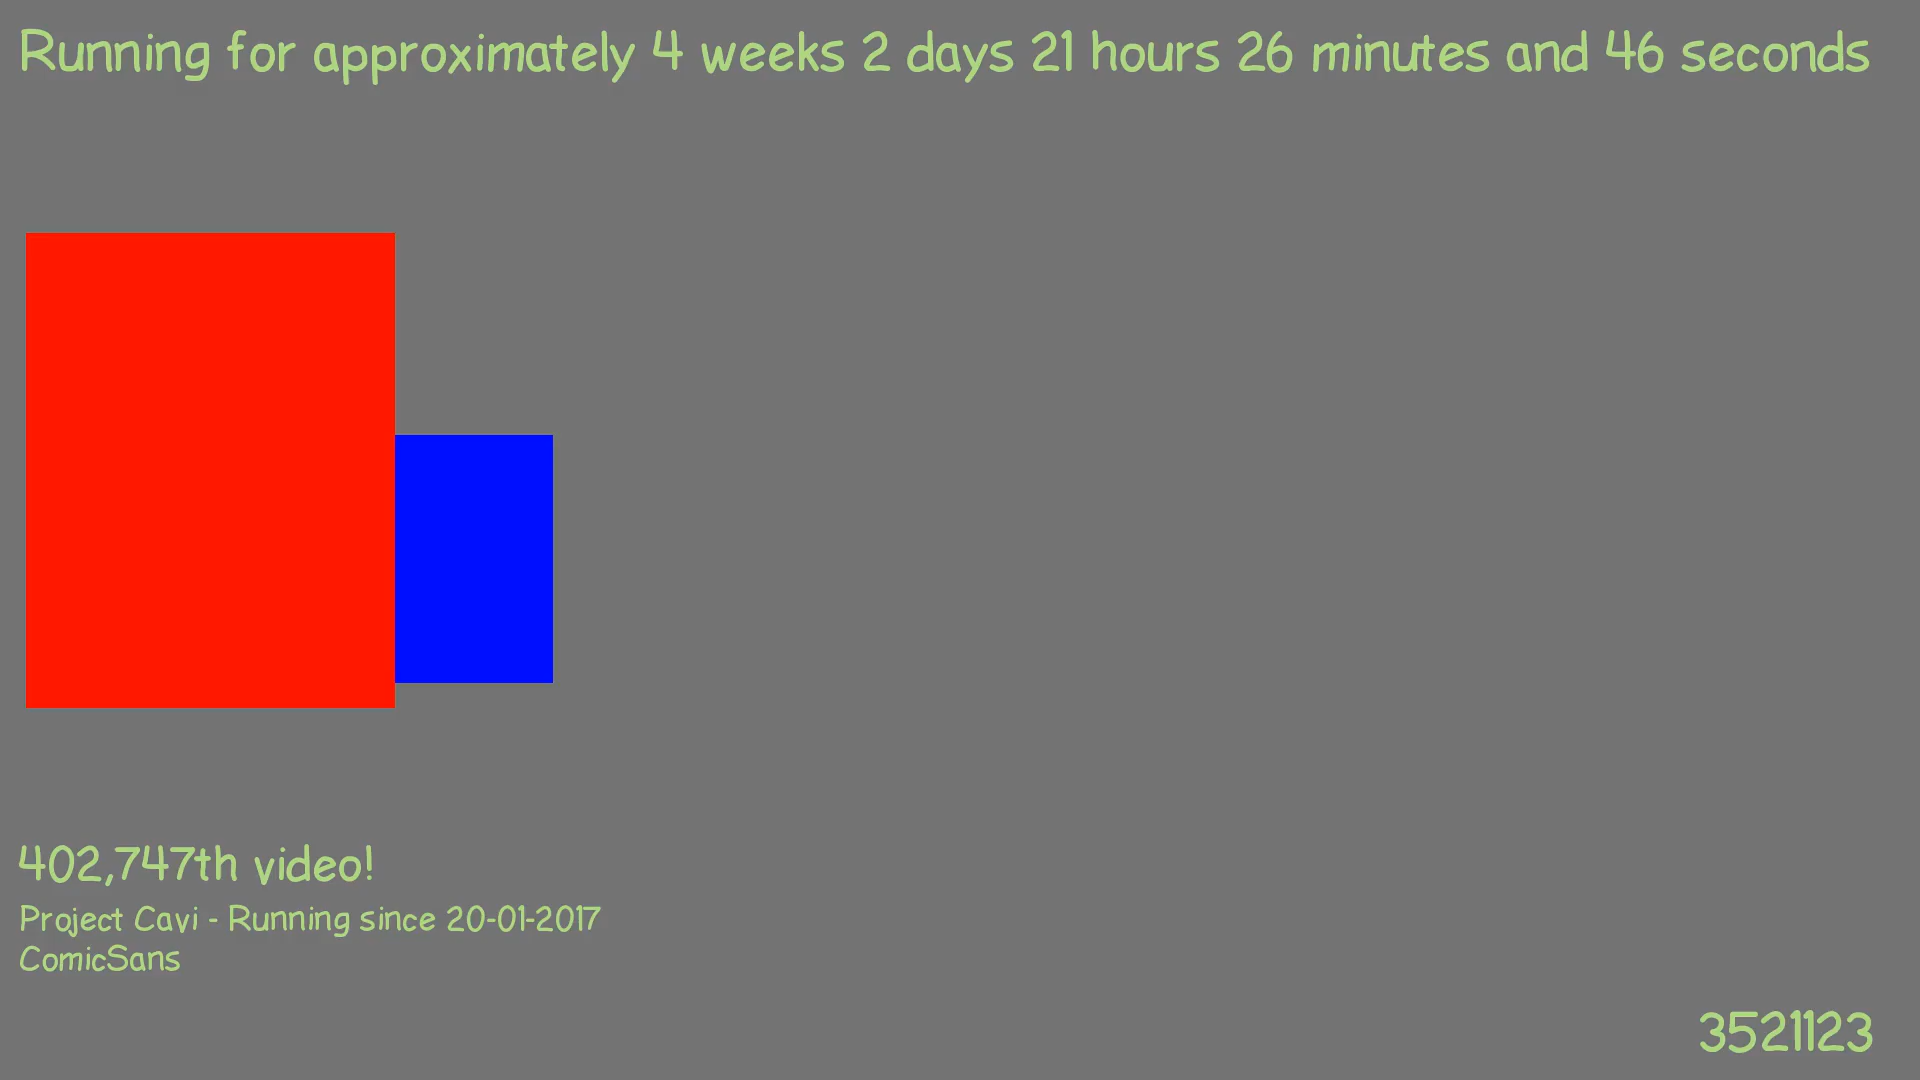 Running for approximately 4 weeks 2 days 21 hours 26 minutes and 46 seconds
402,747th video!
Project Cavi - Running since 20-01-2017
ComicSans
3521123